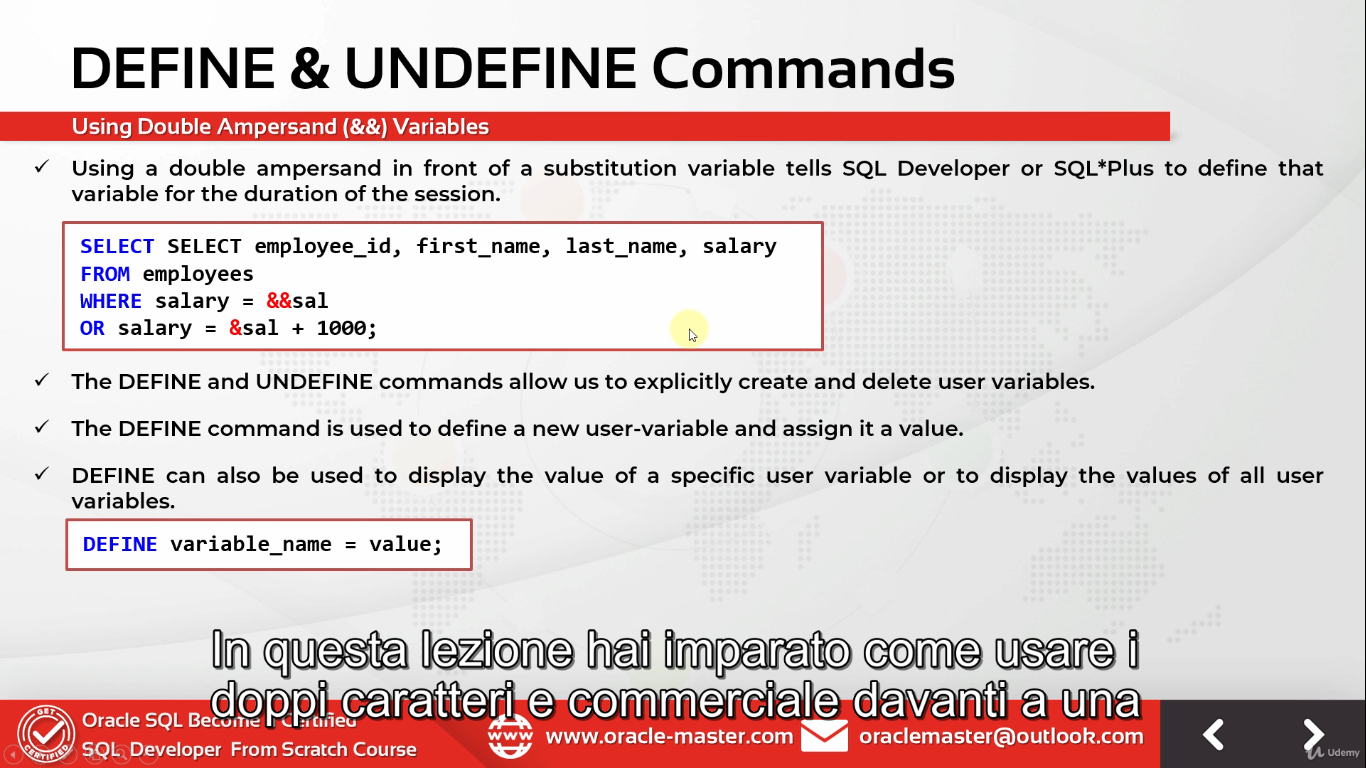 DEFINE & UNDEFINE Commands
Using Double Ampersand (&&) Variables
✓ Using a double ampersand in front of a substitution variable tells SQL Developer or SQL*Plus to define that
variable for the duration of the session.
SELECT SELECT employee_id, first_name, last_name, salary
FROM employees
WHERE salary = &&sal
OR salary = &sal + 1000;
✓ The DEFINE and UNDEFINE commands allow us to explicitly create and delete user variables.
✓ The DEFINE command is used to define a new user-variable and assign it a value.
✓ DEFINE can also be used to display the value of a specific user variable or to display the values of all user
variables.
DEFINE variable_name = value;
In questa lezione hai imparato come usare i
doppi caratteri e commerciale davanti a una
GET CERTIFIED
Oracle SQL Become Certified
SQL Developer From Scratch Course
www
www.oracle-master.com
oraclemaster@outlook.com
Udemy